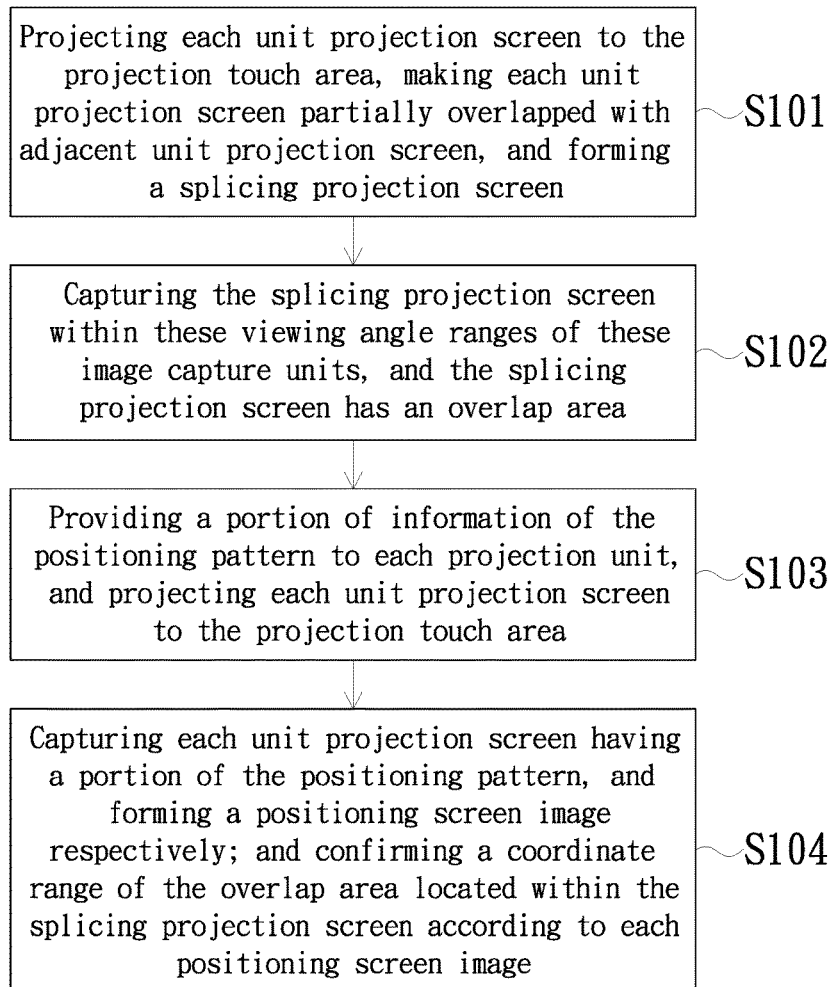 Projecting each unit projection screen to the
projection touch area, making each unit
projection screen partially overlapped with
adjacent unit projection screen, and forming
a splicing projection screen
S101
Capturing the splicing projection screen
within these viewing angle ranges of these
image capture units, and the splicing
projection screen has an overlap area
S102
Providing a portion of information of the
positioning pattern to each projection unit,
and projecting each unit projection screen
to the projection touch area
S103
Capturing each unit projection screen having
a portion of the positioning pattern, and
forming a positioning screen image
respectively; and confirming a coordinate
range of the overlap area located within the
splicing projection screen according to each
positioning screen image
S104